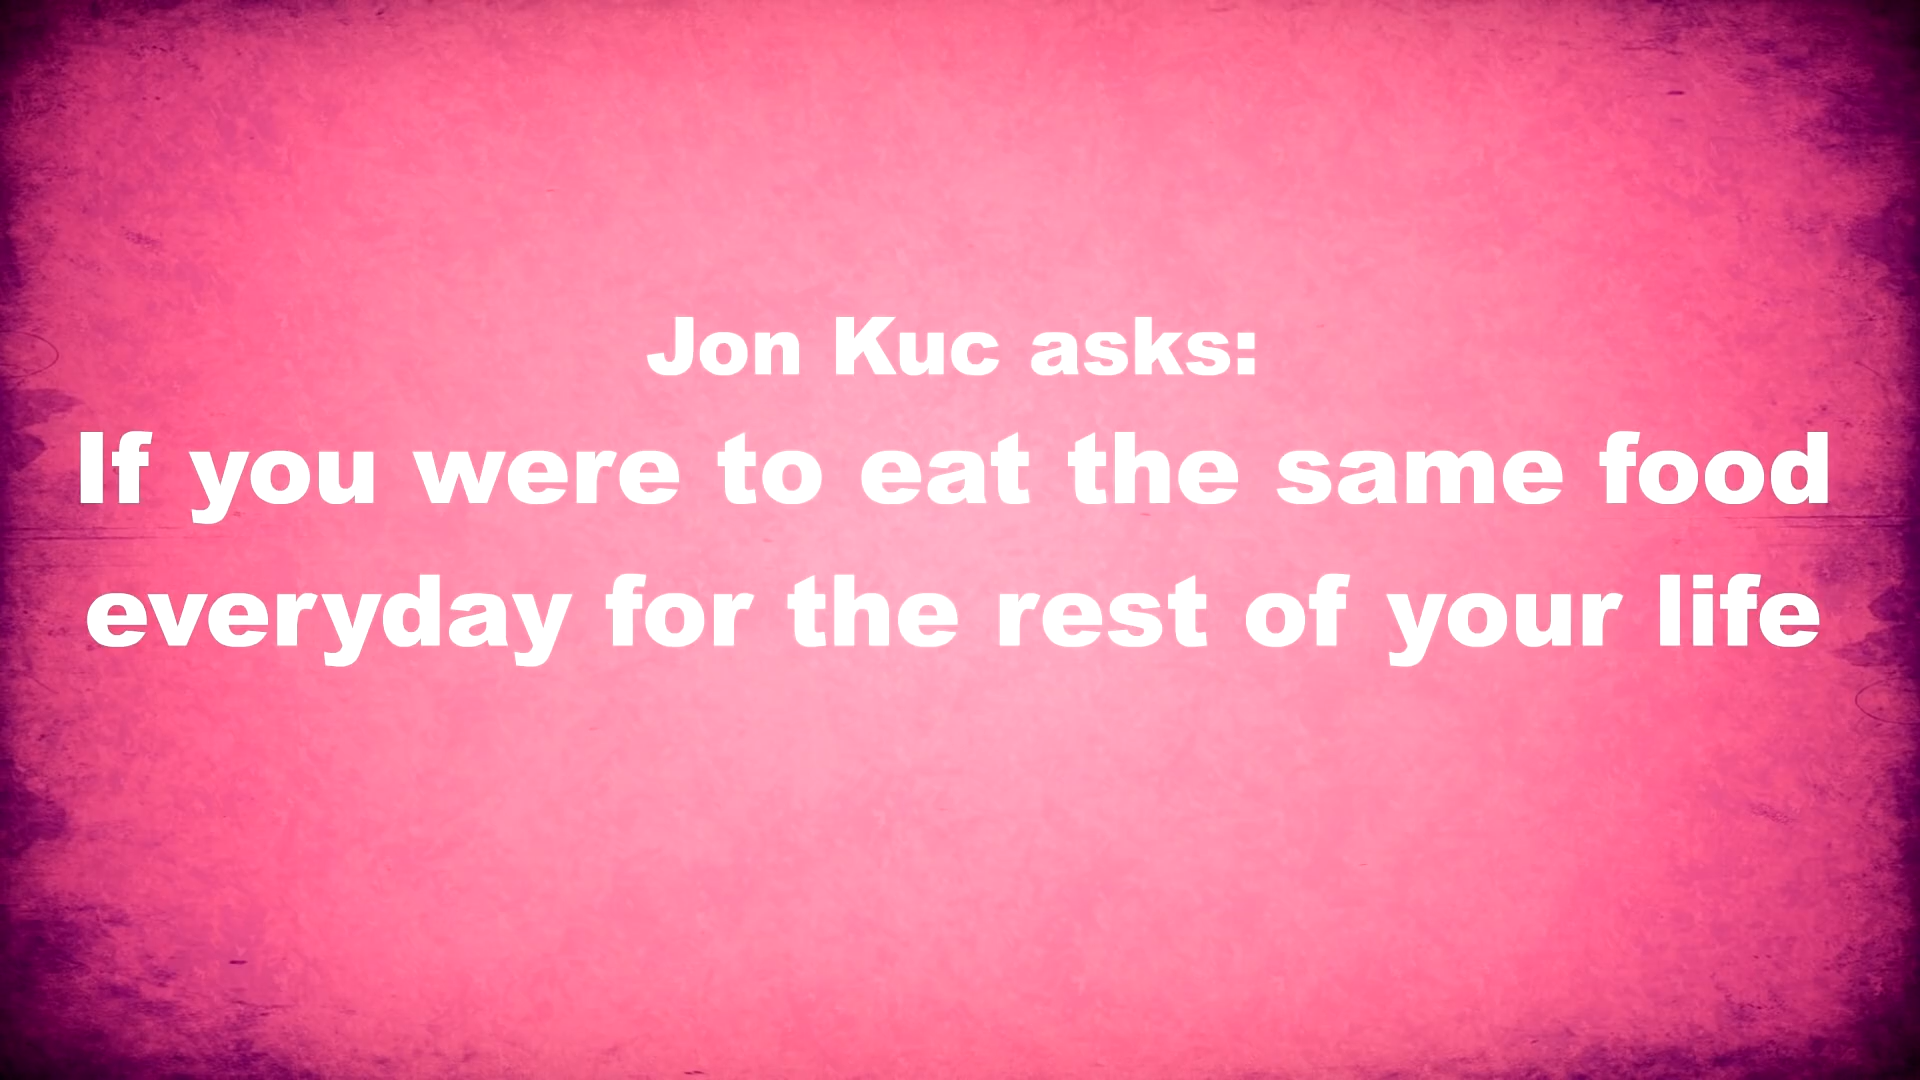 Jon Kuc asks:
If you were to eat the same food
everyday for the rest of your life